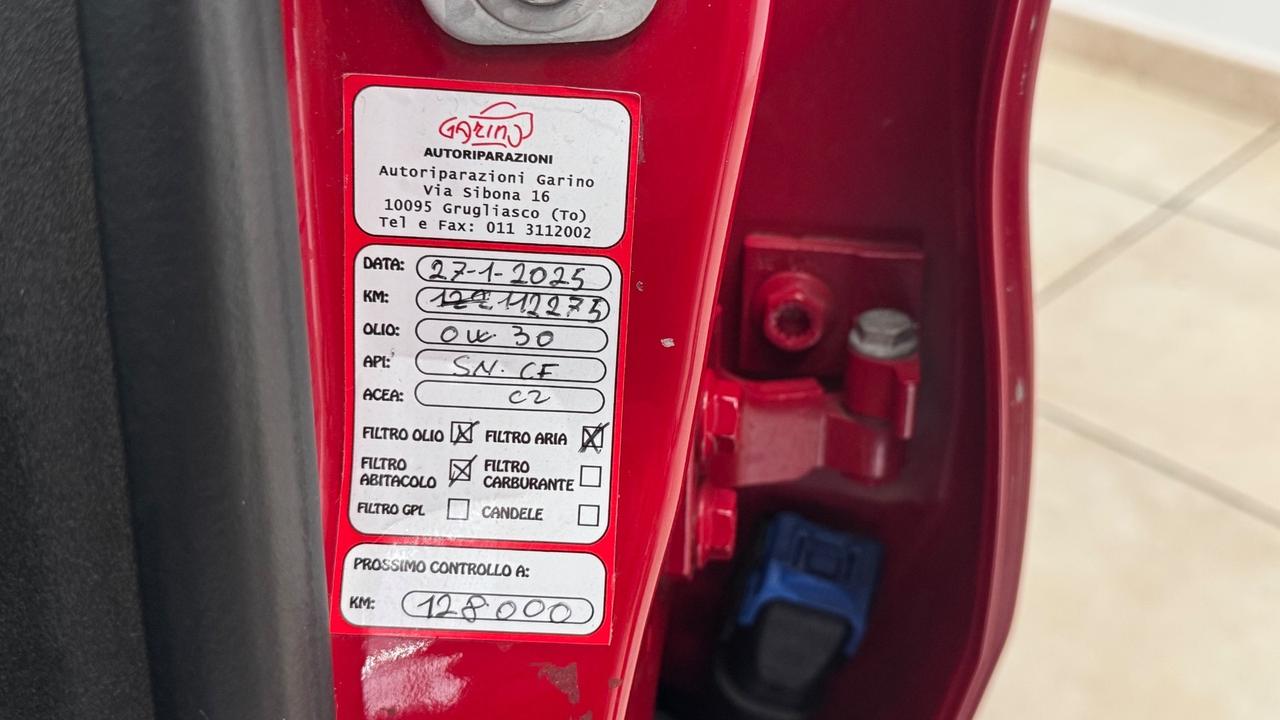 GARINO
AUTORIPARAZIONI
Autoriparazioni Garino
Via Sibona 16
10095 Grugliasco (To)
Tel e Fax: 011 3112002
DATA: 27-1-2025
KM: 112275
OLIO: 0W 30
API: SN. CF
ACEA: C2
FILTRO OLIO FILTRO ARIA
FILTRO ABITACOLO FILTRO CARBURANTE
FILTRO GPL CANDELE
PROSSIMO CONTROLLO A:
KM: 128000